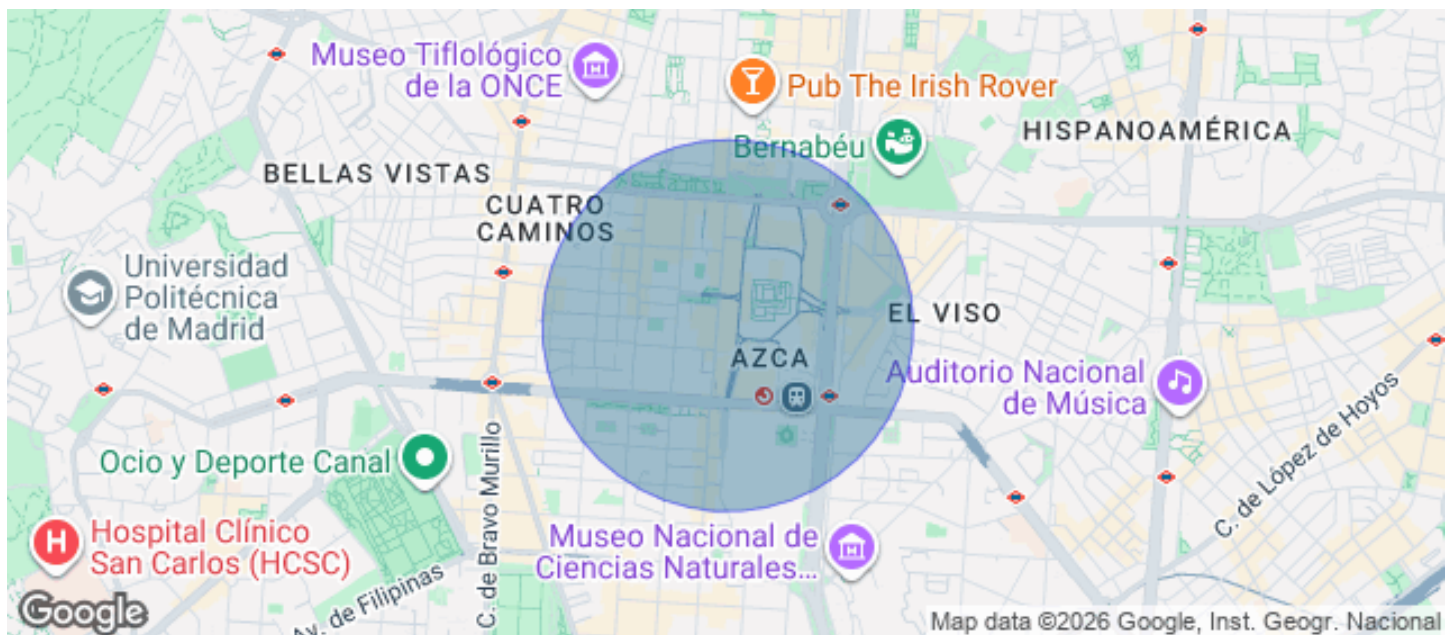 Museo Tiflológico
de la ONCE
Pub The Irish Rover
Bernabéu
HISPANOAMÉRICA
BELLAS VISTAS
CUATRO
CAMINOS
Universidad
Politécnica
de Madrid
EL VISO
AZCA
Auditorio Nacional
de Música
Ocio y Deporte Canal
C. de Bravo Murillo
C. de López de Hoyos
H
Hospital Clínico
San Carlos (HCSC)
Museo Nacional de
Ciencias Naturales...
Av. de Filipinas
Google
Map data ©2026 Google, Inst. Geogr. Nacional